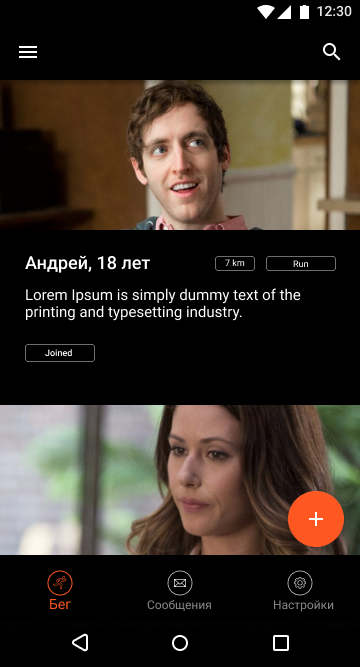 12:30
Андрей, 18 лет
7 km
Run
Lorem Ipsum is simply dummy text of the
printing and typesetting industry.
Joined
Бег
Сообщения
Настройки